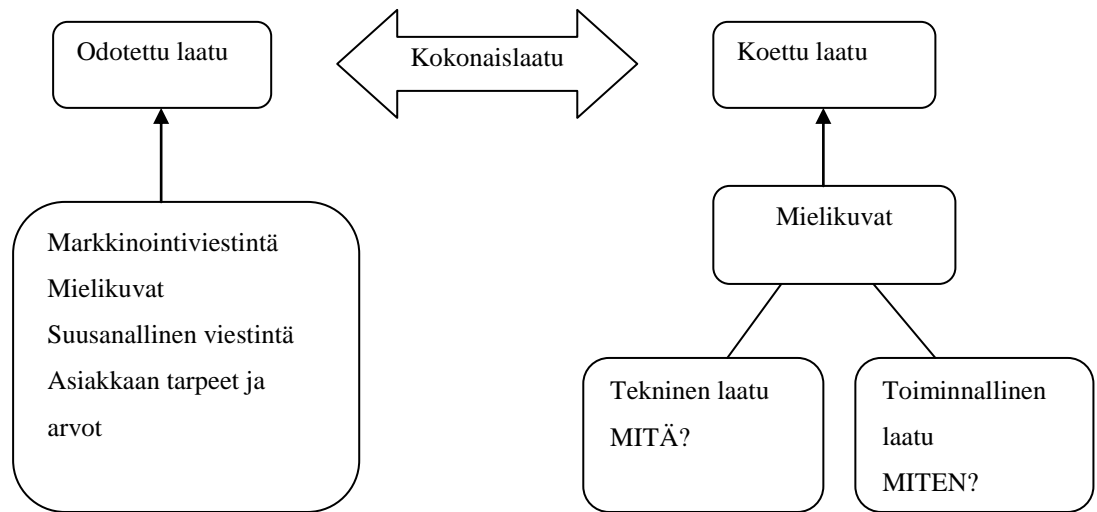 Odotettu laatu
Kokonaislaatu
Koettu laatu
Markkinointiviestintä
Mielikuvat
Suusanallinen viestintä
Asiakkaan tarpeet ja
arvot
Mielikuvat
Tekninen laatu
MITÄ?
Toiminnallinen
laatu
MITEN?